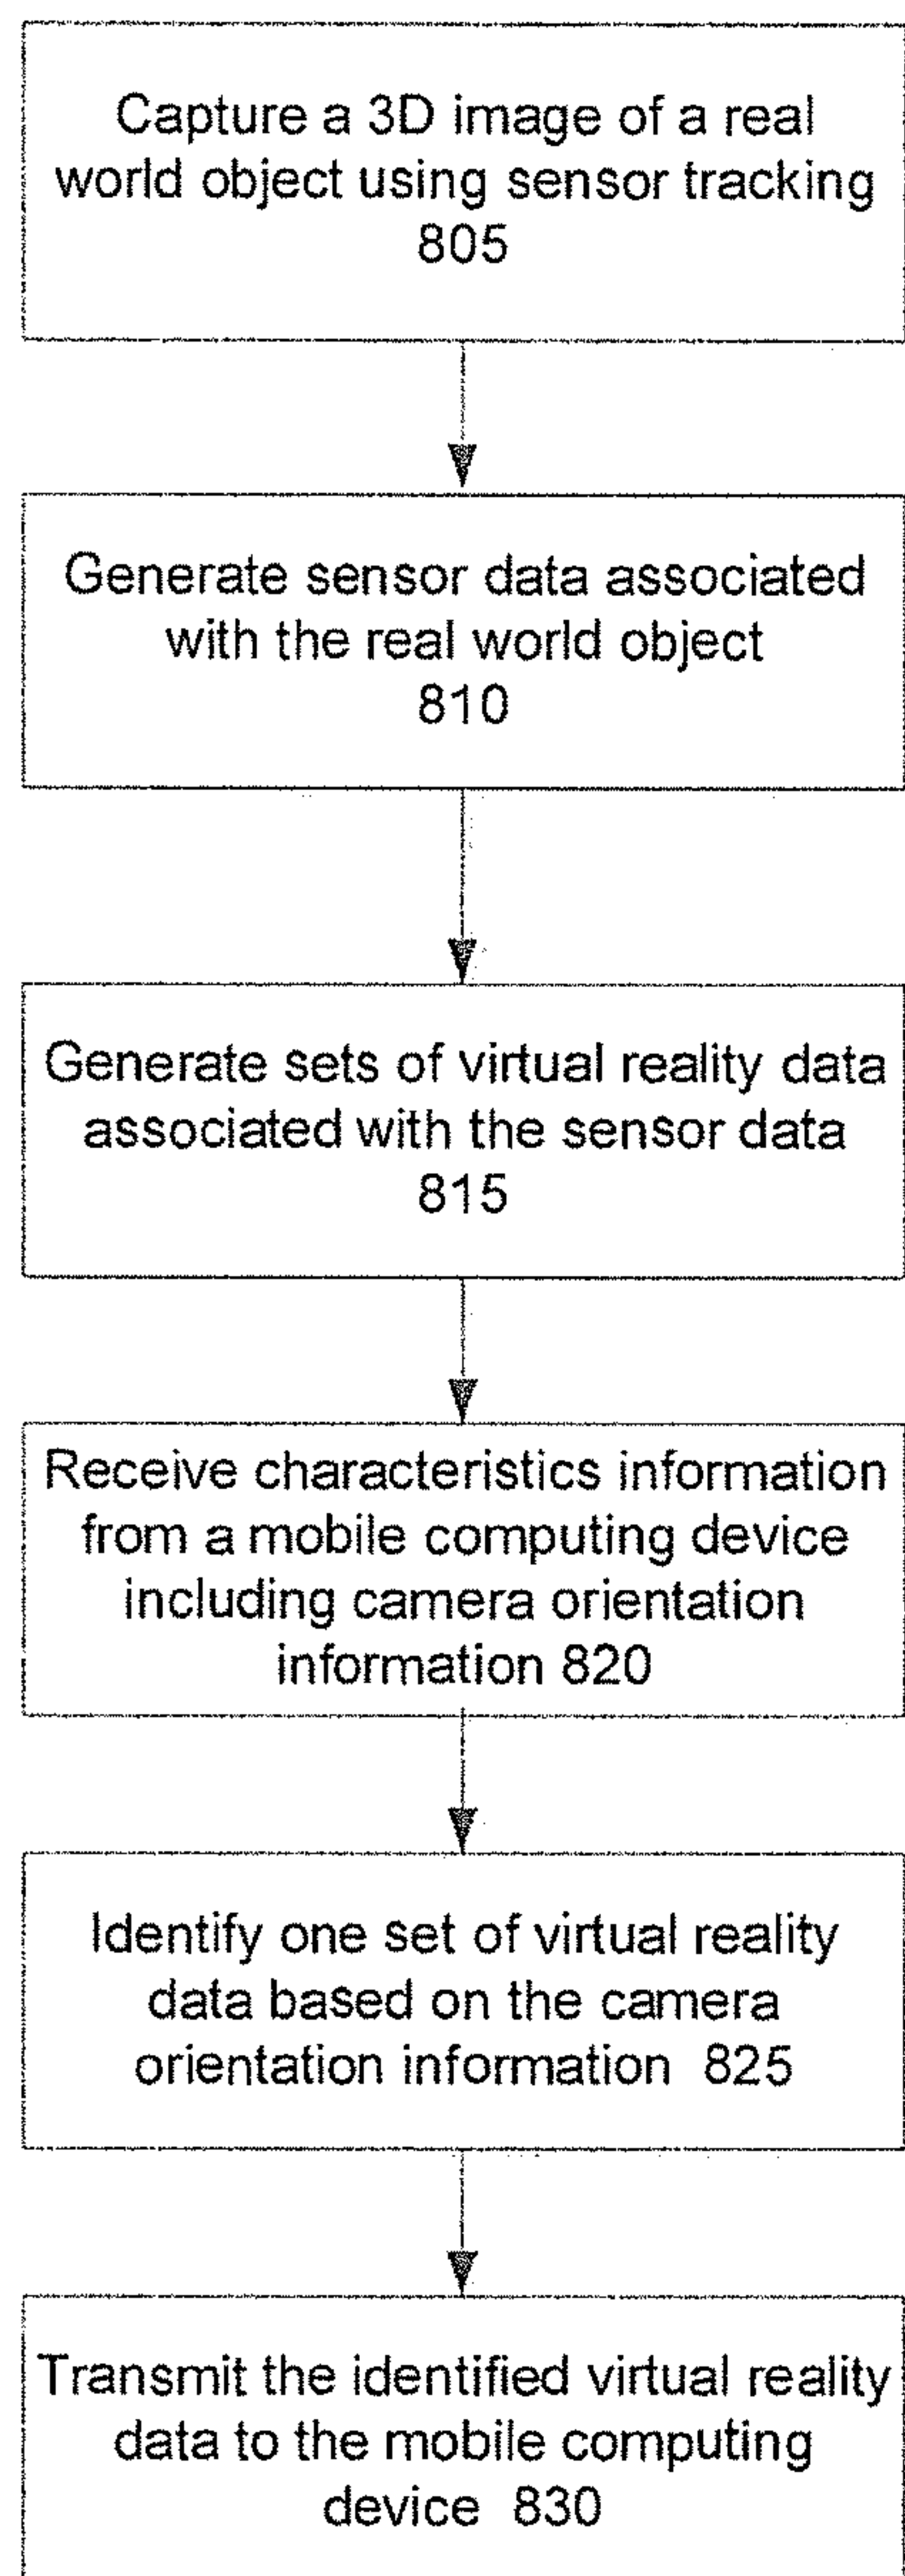 Capture a 3D image of a real
world object using sensor tracking
805
Generate sensor data associated
with the real world object
810
Generate sets of virtual reality data
associated with the sensor data
815
Receive characteristics information
from a mobile computing device
including camera orientation
information 820
Identify one set of virtual reality
data based on the camera
orientation information 825
Transmit the identified virtual reality
data to the mobile computing
device 830